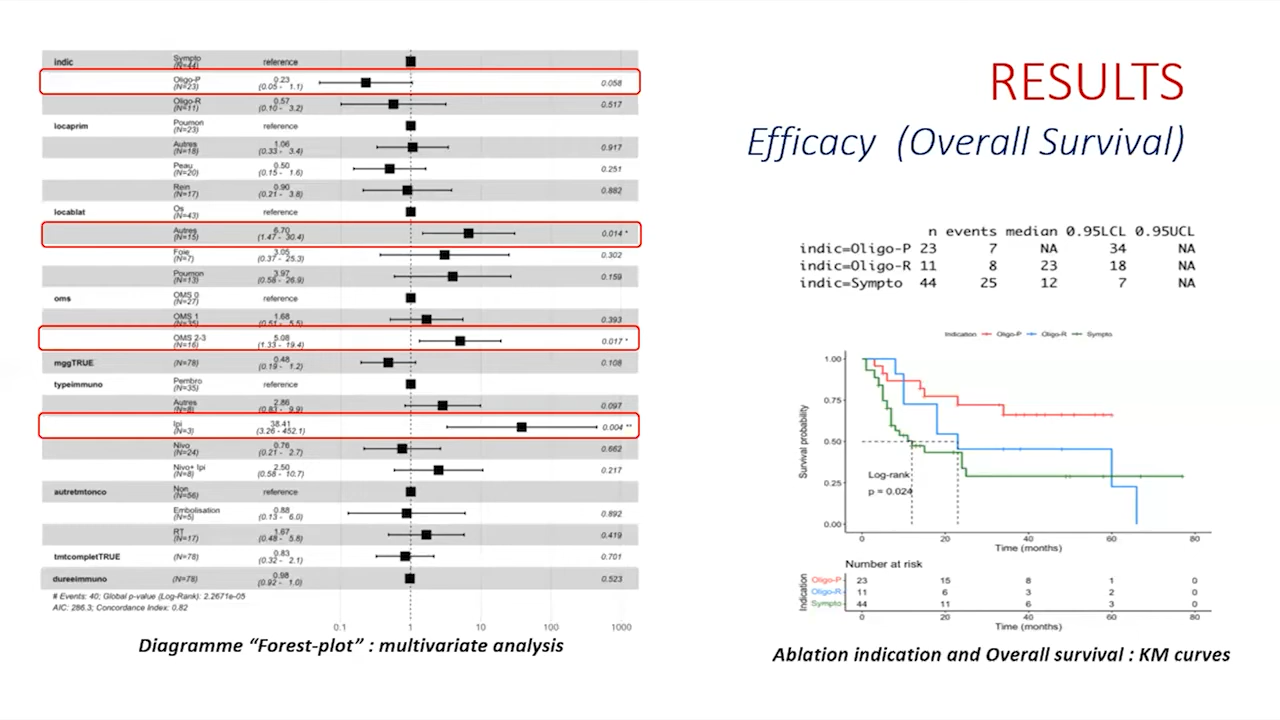 RESULTS
Efficacy (Overall Survival)
indic Sympto (N=44) reference
Oligo-P (N=23) 0.23 (0.05 - 1.1) 0.058
Oligo-R (N=11) 0.57 (0.10 - 3.2) 0.517
locaprim Poumon (N=23) reference
Autres (N=18) 1.06 (0.33 - 3.4) 0.917
Peau (N=20) 0.50 (0.15 - 1.6) 0.251
Rein (N=17) 0.90 (0.21 - 3.8) 0.882
locablat Os (N=43) reference
Autres (N=15) 6.70 (1.47 - 30.4) 0.014 *
Foie (N=7) 3.05 (0.37 - 25.3) 0.302
Poumon (N=13) 3.97 (0.58 - 26.9) 0.159
oms OMS 0 (N=27) reference
OMS 1 (N=35) 1.68 (0.51 - 5.5) 0.393
OMS 2-3 (N=16) 5.08 (1.33 - 19.4) 0.017 *
mggTRUE (N=78) 0.48 (0.19 - 1.2) 0.108
typeimmuno Pembro (N=35) reference
Autres (N=8) 2.86 (0.83 - 9.9) 0.097
Ipi (N=3) 38.41 (3.26 - 452.1) 0.004 **
Nivo (N=24) 0.76 (0.21 - 2.7) 0.662
Nivo+ Ipi (N=8) 2.50 (0.58 - 10.7) 0.217
autretmtonco Non (N=56) reference
Embolisation (N=5) 0.88 (0.13 - 6.0) 0.892
RT (N=17) 1.67 (0.48 - 5.8) 0.419
tmtcompletTRUE (N=78) 0.83 (0.32 - 2.1) 0.701
dureeimmuno (N=78) 0.98 (0.92 - 1.0) 0.523
# Events: 40; Global p-value (Log-Rank): 2.2671e-05
AIC: 286.3; Concordance Index: 0.82
0.1 1 10 100 1000
Diagramme “Forest-plot” : multivariate analysis
n events median 0.95LCL 0.95UCL
indic=Oligo-P 23 7 NA 34 NA
indic=Oligo-R 11 8 23 18 NA
indic=Sympto 44 25 12 7 NA
Indication Oligo-P Oligo-R Sympto
Survival probability
1.00
0.75
0.50
0.25
0.00
Log-rank
p = 0.024
0 20 40 60 80
Time (months)
Number at risk
Indication
Oligo-P 23 15 8 1 0
Oligo-R 11 6 3 2 0
Sympto 44 11 6 3 0
0 20 40 60 80
Time (months)
Ablation indication and Overall survival : KM curves